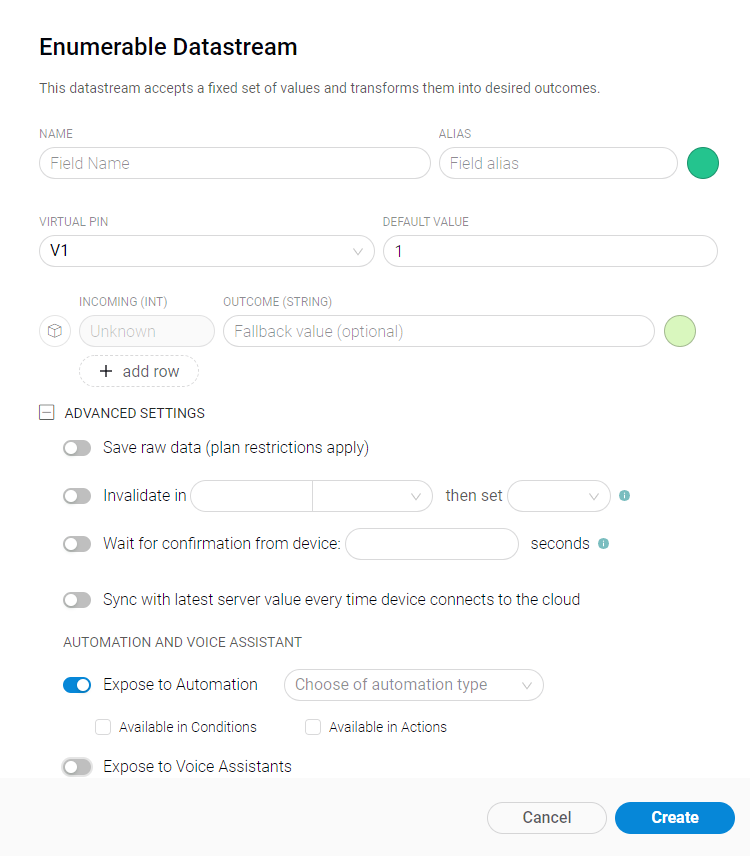 Enumerable Datastream
This datastream accepts a fixed set of values and transforms them into desired outcomes.
NAME ALIAS
Field Name Field alias
VIRTUAL PIN DEFAULT VALUE
V1 1
INCOMING (INT) OUTCOME (STRING)
Unknown Fallback value (optional)
+ add row
ADVANCED SETTINGS
Save raw data (plan restrictions apply)
Invalidate in then set i
Wait for confirmation from device: seconds i
Sync with latest server value every time device connects to the cloud
AUTOMATION AND VOICE ASSISTANT
Expose to Automation Choose of automation type
Available in Conditions Available in Actions
Expose to Voice Assistants
Cancel Create